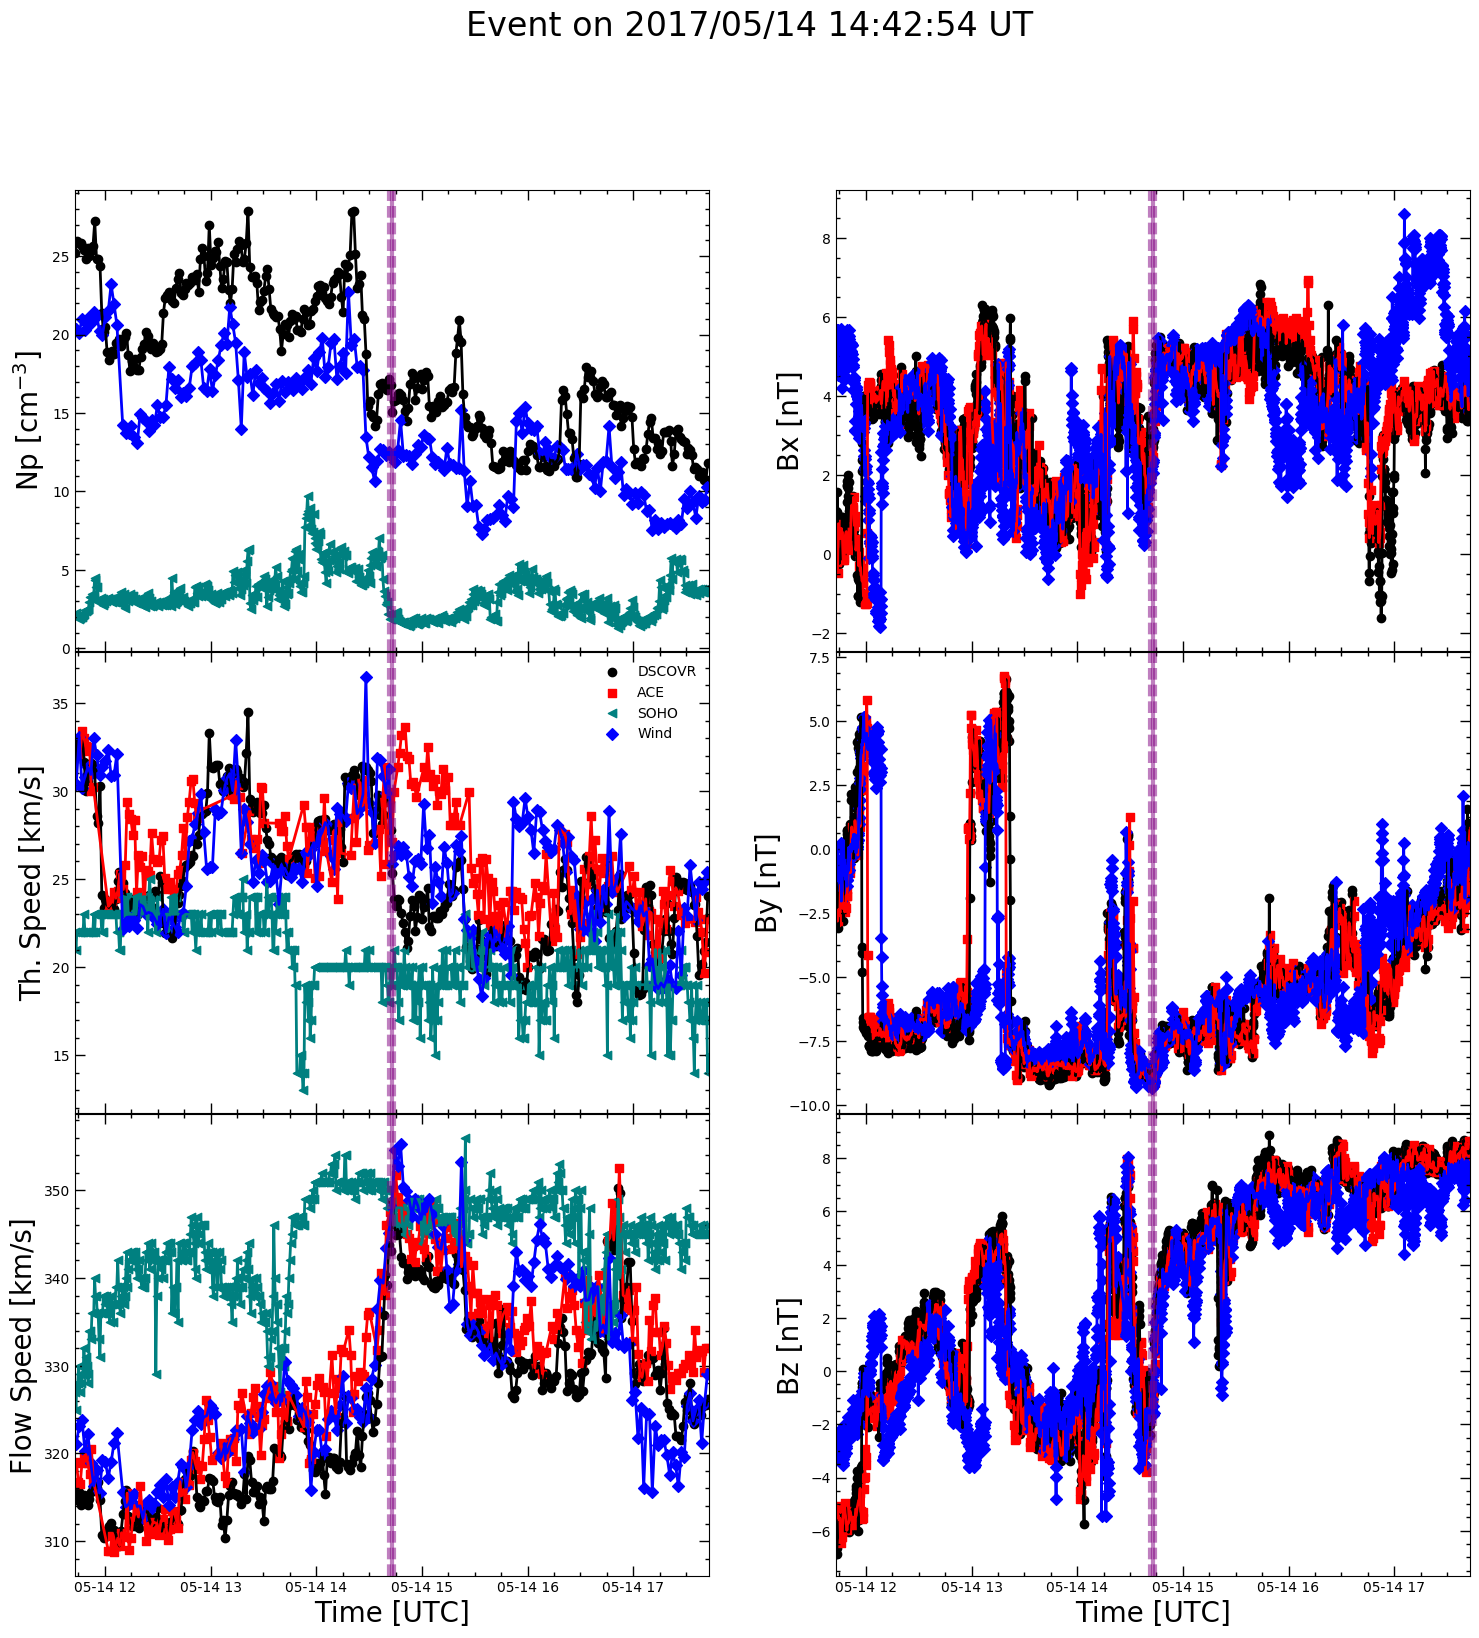 Event on 2017/05/14 14:42:54 UT
Np [cm⁻³]
25
20
15
10
5
0
Bx [nT]
8
6
4
2
0
−2
Th. Speed [km/s]
35
30
25
20
15
DSCOVR
ACE
SOHO
Wind
By [nT]
7.5
5.0
2.5
0.0
−2.5
−5.0
−7.5
−10.0
Flow Speed [km/s]
350
340
330
320
310
05-14 12 05-14 13 05-14 14 05-14 15 05-14 16 05-14 17
Time [UTC]
Bz [nT]
8
6
4
2
0
−2
−4
−6
05-14 12 05-14 13 05-14 14 05-14 15 05-14 16 05-14 17
Time [UTC]